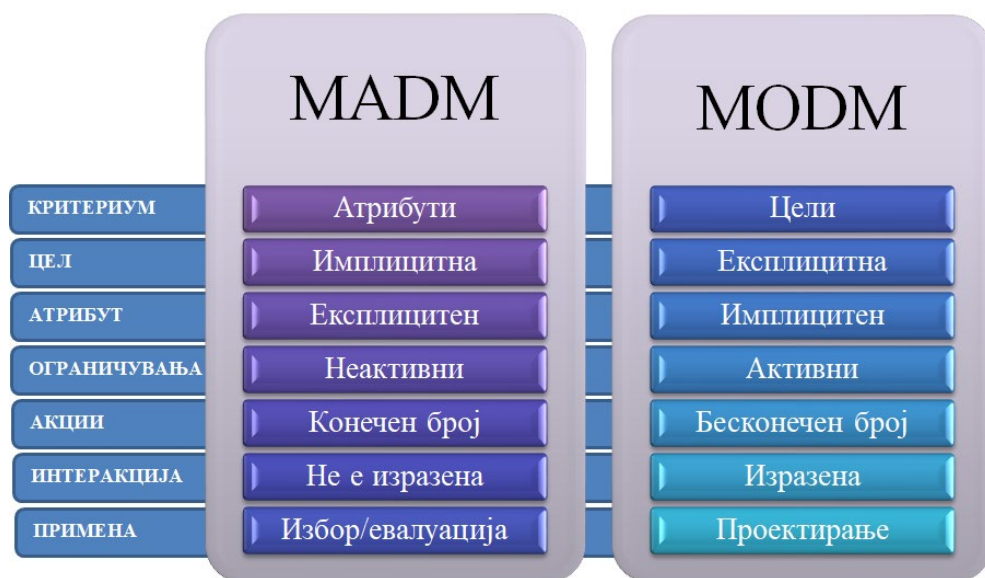 MADM MODM
КРИТЕРИУМ Атрибути Цели
ЦЕЛ Имплицитна Експлицитна
АТРИБУТ Експлицитен Имплицитен
ОГРАНИЧУВАЊА Неактивни Активни
АКЦИИ Конечен број Бесконечен број
ИНТЕРАКЦИЈА Не е изразена Изразена
ПРИМЕНА Избор/евалуација Проектирање